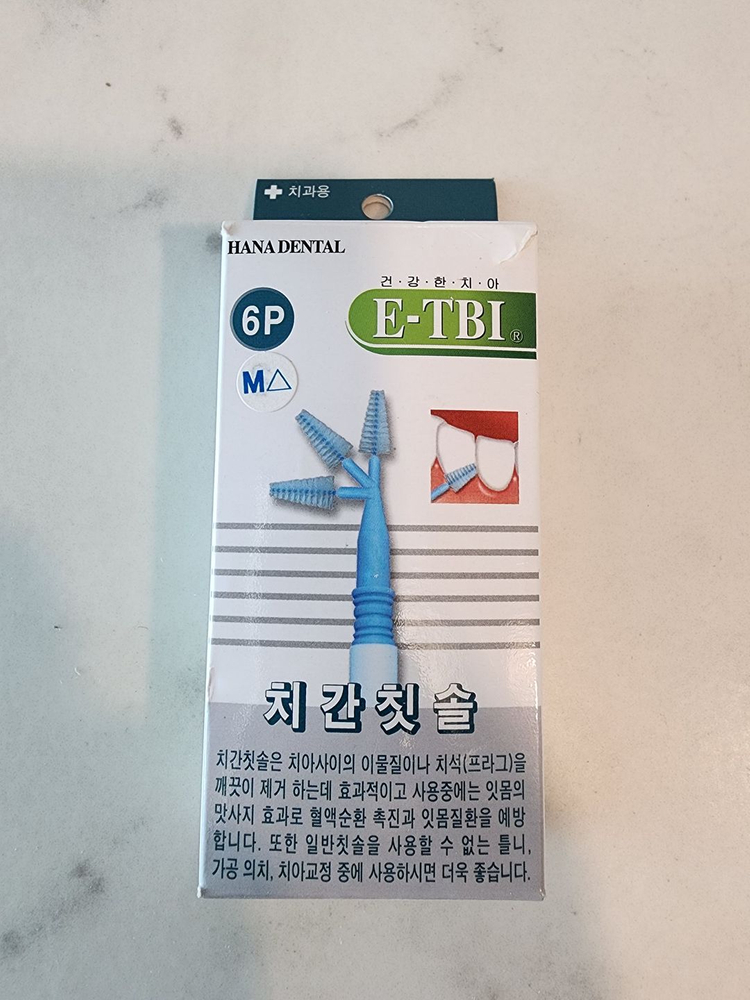 치과용
HANA DENTAL
건·강·한·치·아
E-TBI®
6P
M△
치간칫솔
치간칫솔은 치아사이의 이물질이나 치석(프라그)을
깨끗이 제거 하는데 효과적이고 사용중에는 잇몸의
맛사지 효과로 혈액순환 촉진과 잇몸질환을 예방
합니다. 또한 일반칫솔을 사용할 수 없는 틀니,
가공 의치, 치아교정 중에 사용하시면 더욱 좋습니다.